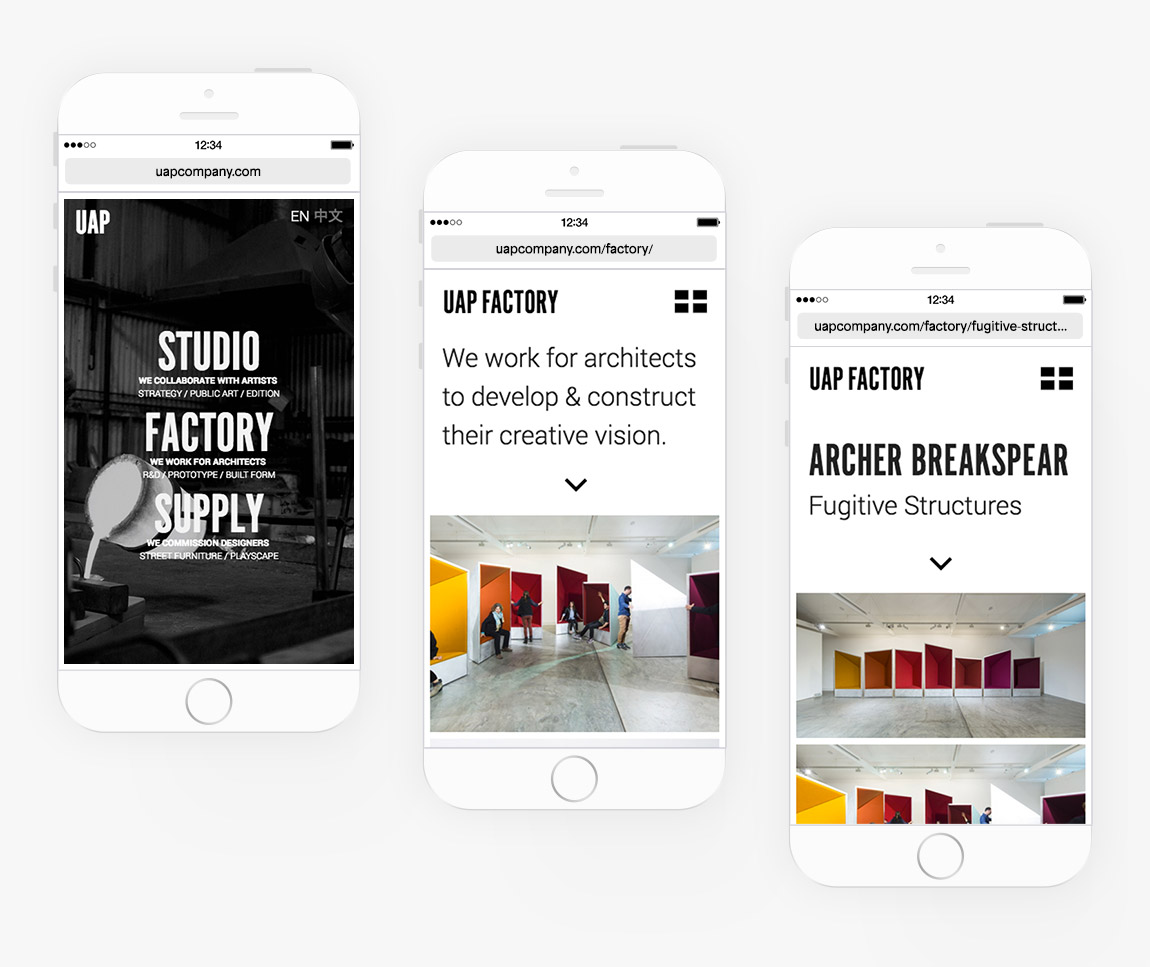 12:34
uapcompany.com
UAP
EN 中文
STUDIO
WE COLLABORATE WITH ARTISTS
STRATEGY / PUBLIC ART / EDITION
FACTORY
WE WORK FOR ARCHITECTS
R&D / PROTOTYPE / BUILT FORM
SUPPLY
WE COMMISSION DESIGNERS
STREET FURNITURE / PLAYSCAPE
12:34
uapcompany.com/factory/
UAP FACTORY
We work for architects
to develop & construct
their creative vision.
12:34
uapcompany.com/factory/fugitive-struct...
UAP FACTORY
ARCHER BREAKSPEAR
Fugitive Structures